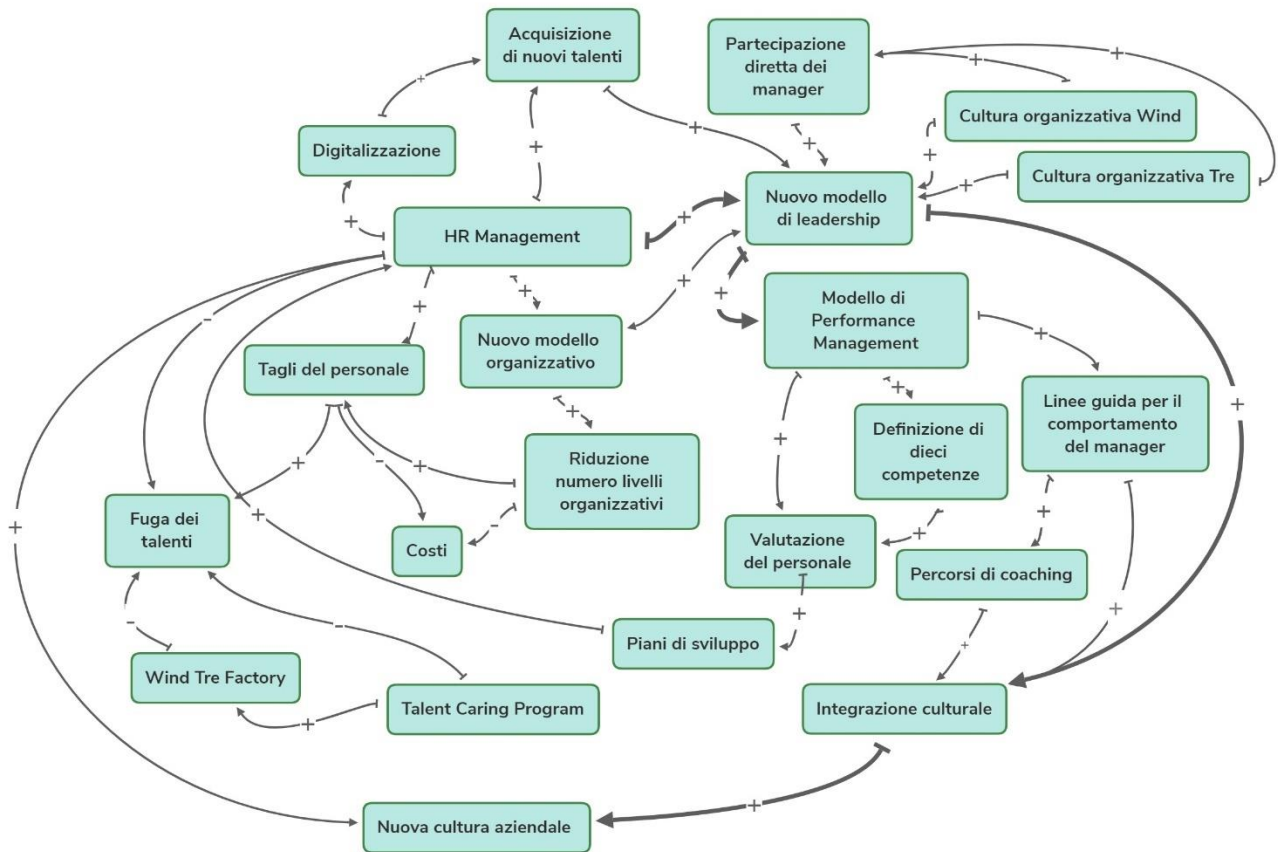 Acquisizione
di nuovi talenti
Partecipazione
diretta dei
manager
+
+
+
Cultura organizzativa Wind
Digitalizzazione
+
+
+
+
Cultura organizzativa Tre
+
Nuovo modello
di leadership
+
HR Management
+
+
+
-
+
+
+
+
Modello di
Performance
Management
Nuovo modello
organizzativo
+
Tagli del personale
Linee guida per il
comportamento
del manager
+
+
Definizione di
dieci
competenze
+
Riduzione
numero livelli
organizzativi
+
-
+
Fuga dei
talenti
+
+
-
+
+
Valutazione
del personale
Costi
Percorsi di coaching
-
-
+
+
+
Piani di sviluppo
Wind Tre Factory
Talent Caring Program
+
Integrazione culturale
+
Nuova cultura aziendale